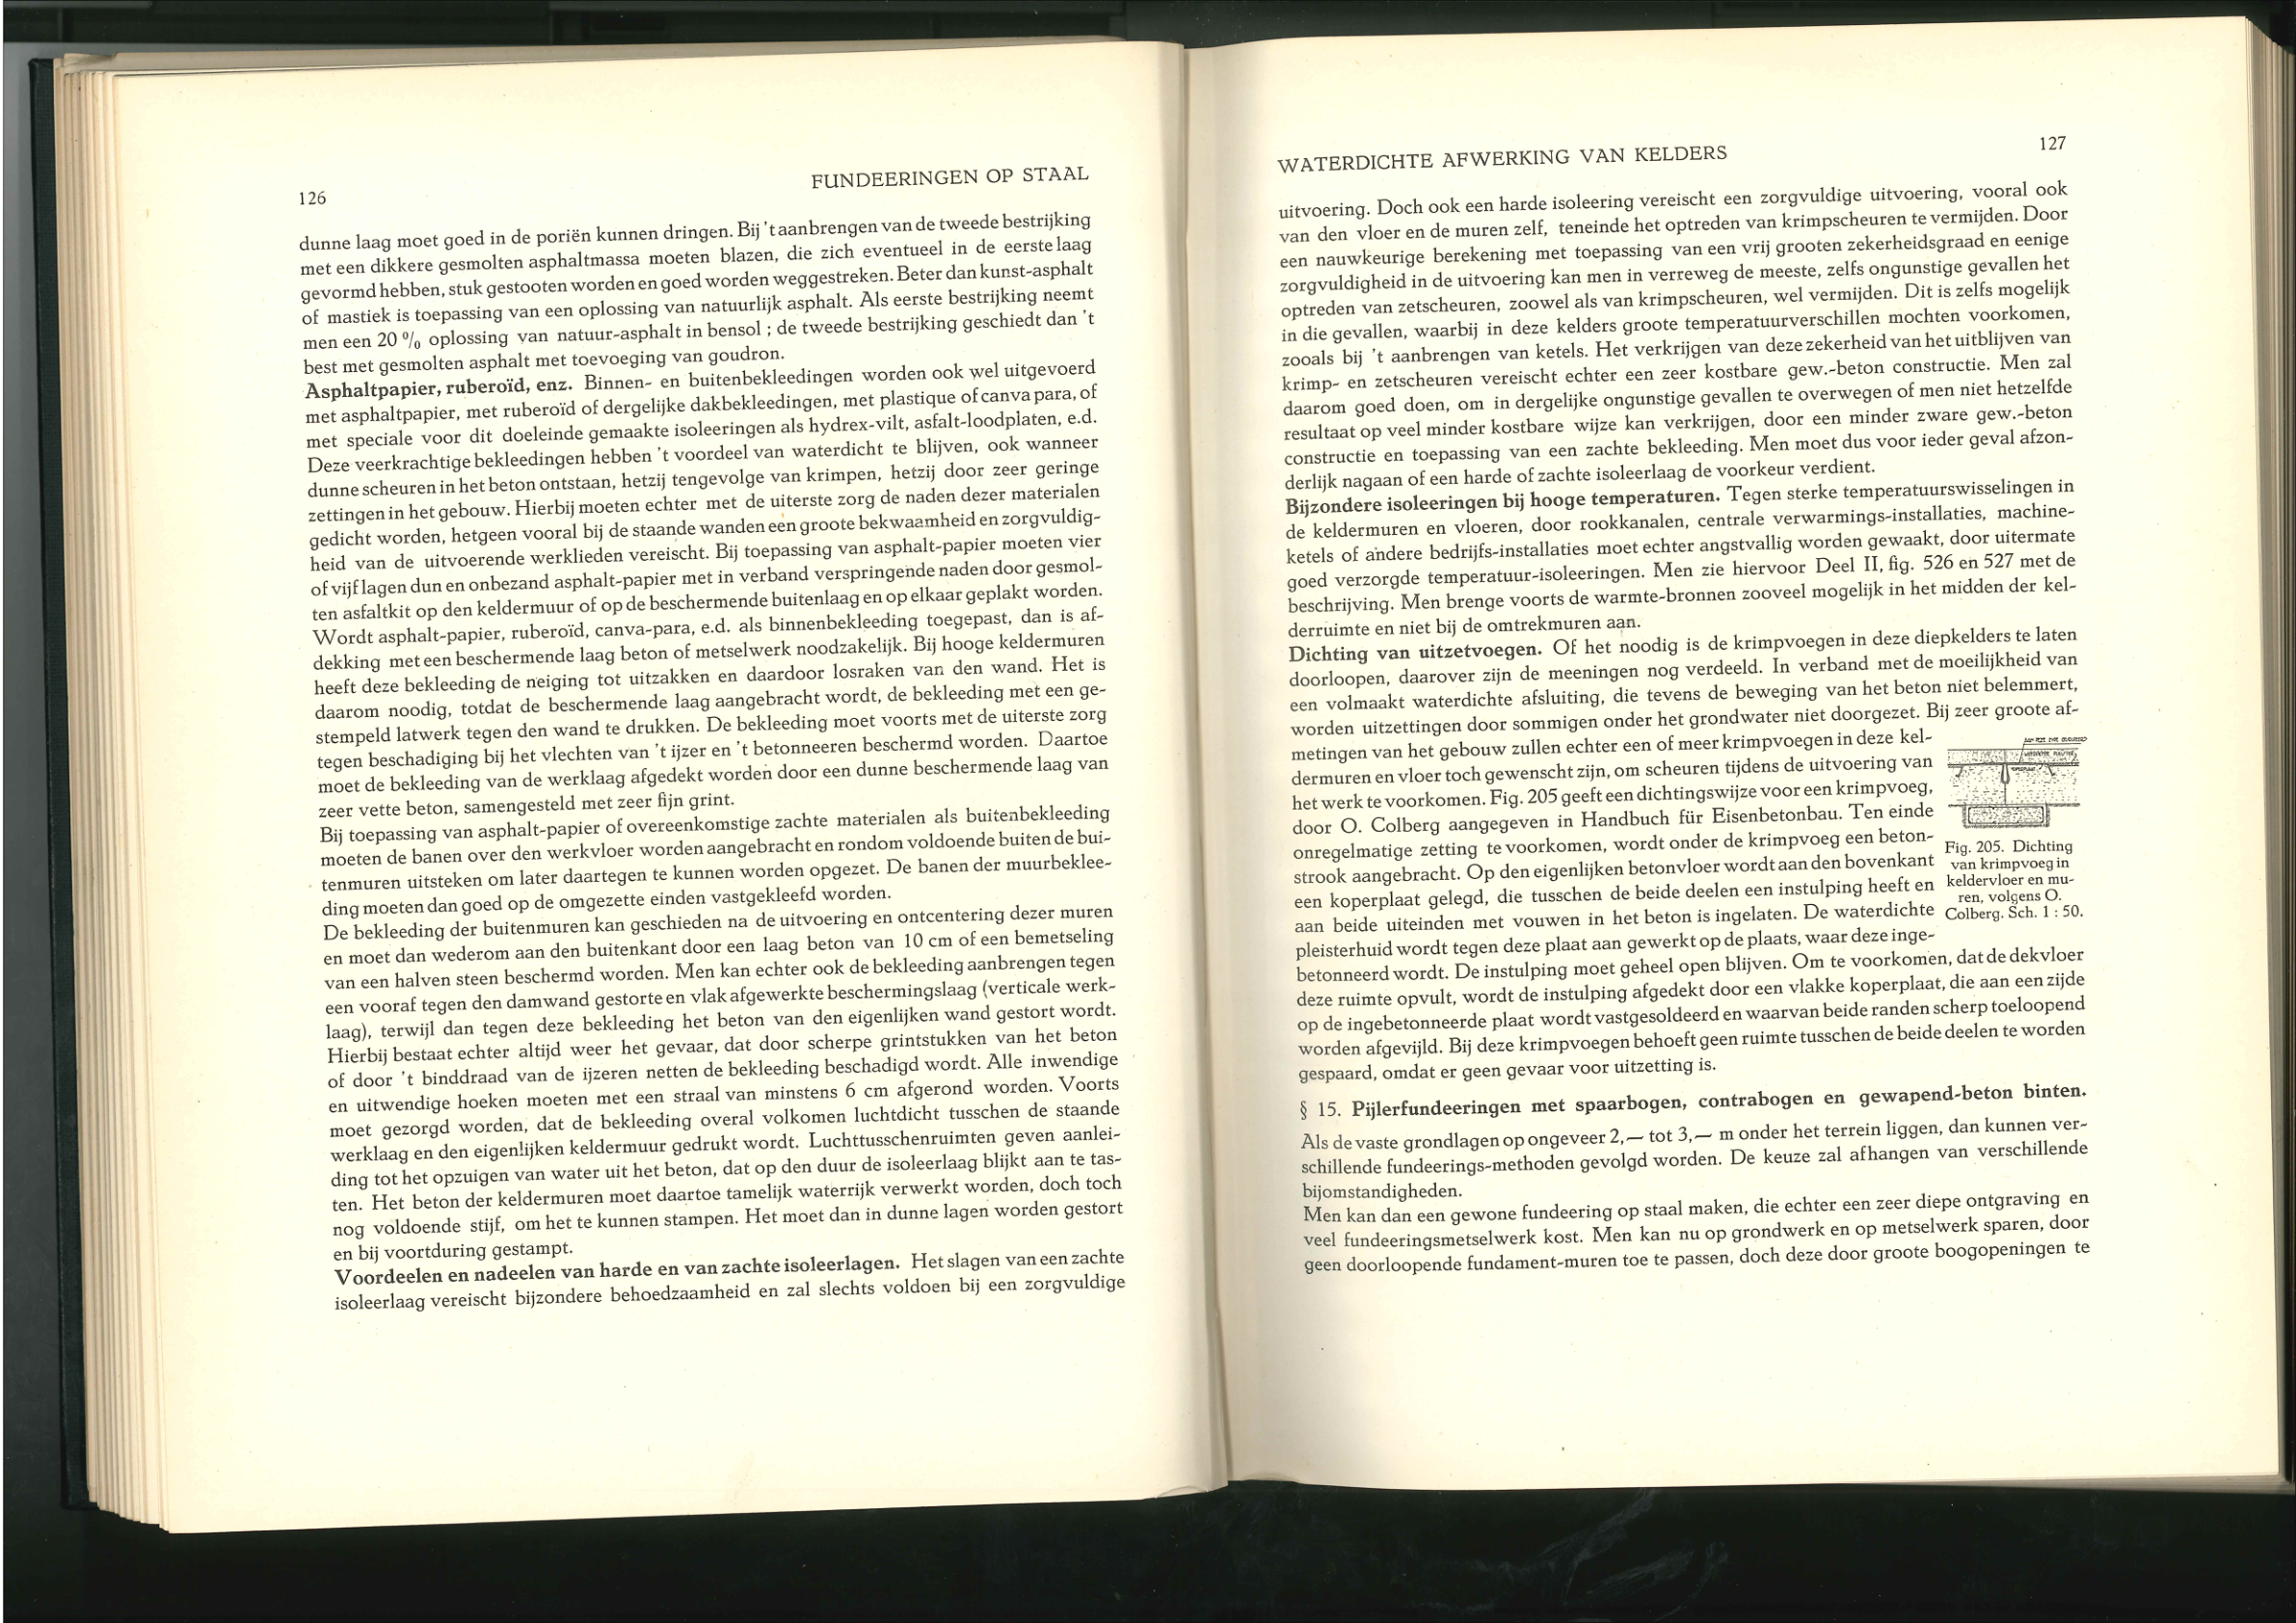 126
FUNDEERINGEN OP STAAL
dunne laag moet goed in de poriën kunnen dringen. Bij 't aanbrengen van de tweede bestrijking
met een dikkere gesmolten asphaltmassa moeten blazen, die zich eventueel in de eerste laag
gevormd hebben, stuk gestooten worden en goed worden weggestreken. Beter dan kunst-asphalt
of mastiek is toepassing van een oplossing van natuurlijk asphalt. Als eerste bestrijking neemt
men een 20 % oplossing van natuur-asphalt in bensol ; de tweede bestrijking geschiedt dan 't
best met gesmolten asphalt met toevoeging van goudron.
Asphaltpapier, ruberoïd, enz. Binnen- en buitenbekleedingen worden ook wel uitgevoerd
met asphaltpapier, met ruberoïd of dergelijke dakbekleedingen, met plastique of canva para, of
met speciale voor dit doeleinde gemaakte isoleeringen als hydrex-vilt, asfalt-loodplaten, e.d.
Deze veerkrachtige bekleedingen hebben 't voordeel van waterdicht te blijven, ook wanneer
dunne scheuren in het beton ontstaan, hetzij tengevolge van krimpen, hetzij door zeer geringe
zettingen in het gebouw. Hierbij moeten echter met de uiterste zorg de naden dezer materialen
gedicht worden, hetgeen vooral bij de staande wanden een groote bekwaamheid en zorgvuldig-
heid van de uitvoerende werklieden vereischt. Bij toepassing van asphalt-papier moeten vier
of vijf lagen dun en onbezand asphalt-papier met in verband verspringende naden door gesmol-
ten asfaltkit op den keldermuur of op de beschermende buitenlaag en op elkaar geplakt worden.
Wordt asphalt-papier, ruberoïd, canva-para, e.d. als binnenbekleeding toegepast, dan is af-
dekking met een beschermende laag beton of metselwerk noodzakelijk. Bij hooge keldermuren
heeft deze bekleeding de neiging tot uitzakken en daardoor losraken van den wand. Het is
daarom noodig, totdat de beschermende laag aangebracht wordt, de bekleeding met een ge-
stempeld latwerk tegen den wand te drukken. De bekleeding moet voorts met de uiterste zorg
tegen beschadiging bij het vlechten van 't ijzer en 't betonneeren beschermd worden. Daartoe
moet de bekleeding van de werklaag afgedekt worden door een dunne beschermende laag van
zeer vette beton, samengesteld met zeer fijn grint.
Bij toepassing van asphalt-papier of overeenkomstige zachte materialen als buitenbekleeding
moeten de banen over den werkvloer worden aangebracht en rondom voldoende buiten de bui-
tenmuren uitsteken om later daartegen te kunnen worden opgezet. De banen der muurbeklee-
ding moeten dan goed op de omgezette einden vastgekleefd worden.
De bekleeding der buitenmuren kan geschieden na de uitvoering en ontcentering dezer muren
en moet dan wederom aan den buitenkant door een laag beton van 10 cm of een bemetseling
van een halven steen beschermd worden. Men kan echter ook de bekleeding aanbrengen tegen
een vooraf tegen den damwand gestorte en vlak afgewerkte beschermingslaag (verticale werk-
laag), terwijl dan tegen deze bekleeding het beton van den eigenlijken wand gestort wordt.
Hierbij bestaat echter altijd weer het gevaar, dat door scherpe grintstukken van het beton
of door 't binddraad van de ijzeren netten de bekleeding beschadigd wordt. Alle inwendige
en uitwendige hoeken moeten met een straal van minstens 6 cm afgerond worden. Voorts
moet gezorgd worden, dat de bekleeding overal volkomen luchtdicht tusschen de staande
werklaag en den eigenlijken keldermuur gedrukt wordt. Luchttusschenruimten geven aanlei-
ding tot het opzuigen van water uit het beton, dat op den duur de isoleerlaag blijkt aan te tas-
ten. Het beton der keldermuren moet daartoe tamelijk waterrijk verwerkt worden, doch toch
nog voldoende stijf, om het te kunnen stampen. Het moet dan in dunne lagen worden gestort
en bij voortduring gestampt.
Voordeelen en nadeelen van harde en van zachte isoleerlagen. Het slagen van een zachte
isoleerlaag vereischt bijzondere behoedzaamheid en zal slechts voldoen bij een zorgvuldige
WATERDICHTE AFWERKING VAN KELDERS
127
uitvoering. Doch ook een harde isoleering vereischt een zorgvuldige uitvoering, vooral ook
van den vloer en de muren zelf, teneinde het optreden van krimpscheuren te vermijden. Door
een nauwkeurige berekening met toepassing van een vrij grooten zekerheidsgraad en eenige
zorgvuldigheid in de uitvoering kan men in verreweg de meeste, zelfs ongunstige gevallen het
optreden van zetscheuren, zoowel als van krimpscheuren, wel vermijden. Dit is zelfs mogelijk
in die gevallen, waarbij in deze kelders groote temperatuurverschillen mochten voorkomen,
zooals bij 't aanbrengen van ketels. Het verkrijgen van deze zekerheid van het uitblijven van
krimp- en zetscheuren vereischt echter een zeer kostbare gew.-beton constructie. Men zal
daarom goed doen, om in dergelijke ongunstige gevallen te overwegen of men niet hetzelfde
resultaat op veel minder kostbare wijze kan verkrijgen, door een minder zware gew.-beton
constructie en toepassing van een zachte bekleeding. Men moet dus voor ieder geval afzon-
derlijk nagaan of een harde of zachte isoleerlaag de voorkeur verdient.
Bijzondere isoleeringen bij hooge temperaturen. Tegen sterke temperatuurswisselingen in
de keldermuren en vloeren, door rookkanalen, centrale verwarmings-installaties, machine-
ketels of andere bedrijfs-installaties moet echter angstvallig worden gewaakt, door uitermate
goed verzorgde temperatuur-isoleeringen. Men zie hiervoor Deel II, fig. 526 en 527 met de
beschrijving. Men brenge voorts de warmte-bronnen zooveel mogelijk in het midden der kel-
derruimte en niet bij de omtrekmuren aan.
Dichting van uitzetvoegen. Of het noodig is de krimpvoegen in deze diepkelders te laten
doorloopen, daarover zijn de meeningen nog verdeeld. In verband met de moeilijkheid van
een volmaakt waterdichte afsluiting, die tevens de beweging van het beton niet belemmert,
worden uitzettingen door sommigen onder het grondwater niet doorgezet. Bij zeer groote af-
metingen van het gebouw zullen echter een of meer krimpvoegen in deze kel-
dermuren en vloer toch gewenscht zijn, om scheuren tijdens de uitvoering van
het werk te voorkomen. Fig. 205 geeft een dichtingswijze voor een krimpvoeg,
door O. Colberg aangegeven in Handbuch für Eisenbetonbau. Ten einde
onregelmatige zetting te voorkomen, wordt onder de krimpvoeg een beton-
strook aangebracht. Op den eigenlijken betonvloer wordt aan den bovenkant
een koperplaat gelegd, die tusschen de beide deelen een instulping heeft en
aan beide uiteinden met vouwen in het beton is ingelaten. De waterdichte
pleisterhuid wordt tegen deze plaat aan gewerkt op de plaats, waar deze inge-
betonneerd wordt. De instulping moet geheel open blijven. Om te voorkomen, dat de dekvloer
deze ruimte opvult, wordt de instulping afgedekt door een vlakke koperplaat, die aan een zijde
op de ingebetonneerde plaat wordt vastgesoldeerd en waarvan beide randen scherp toeloopend
worden afgevijld. Bij deze krimpvoegen behoeft geen ruimte tusschen de beide deelen te worden
gespaard, omdat er geen gevaar voor uitzetting is.
Fig. 205. Dichting
van krimpvoeg in
keldervloer en mu-
ren, volgens O.
Colberg. Sch. 1 : 50.
§ 15. Pijlerfundeeringen met spaarbogen, contrabogen en gewapend-beton binten.
Als de vaste grondlagen op ongeveer 2,— tot 3,— m onder het terrein liggen, dan kunnen ver-
schillende fundeerings-methoden gevolgd worden. De keuze zal afhangen van verschillende
bijomstandigheden.
Men kan dan een gewone fundeering op staal maken, die echter een zeer diepe ontgraving en
veel fundeeringsmetselwerk kost. Men kan nu op grondwerk en op metselwerk sparen, door
geen doorloopende fundament-muren toe te passen, doch deze door groote boogopeningen te